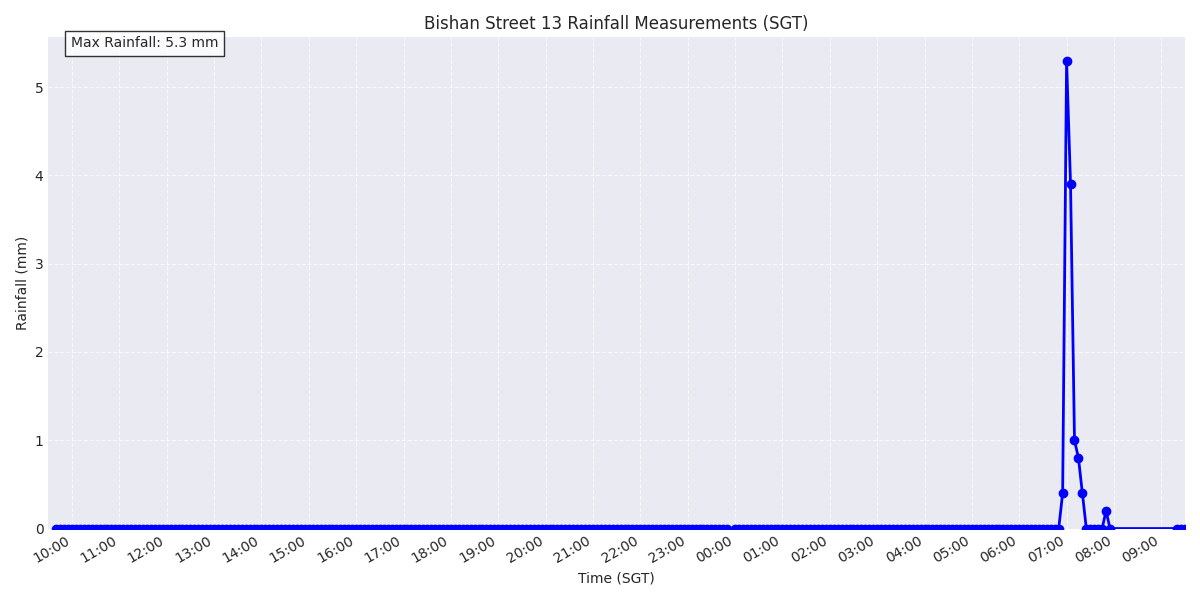 Bishan Street 13 Rainfall Measurements (SGT)
Max Rainfall: 5.3 mm
Rainfall (mm)
5
4
3
2
1
0
10:00 11:00 12:00 13:00 14:00 15:00 16:00 17:00 18:00 19:00 20:00 21:00 22:00 23:00 00:00 01:00 02:00 03:00 04:00 05:00 06:00 07:00 08:00 09:00
Time (SGT)